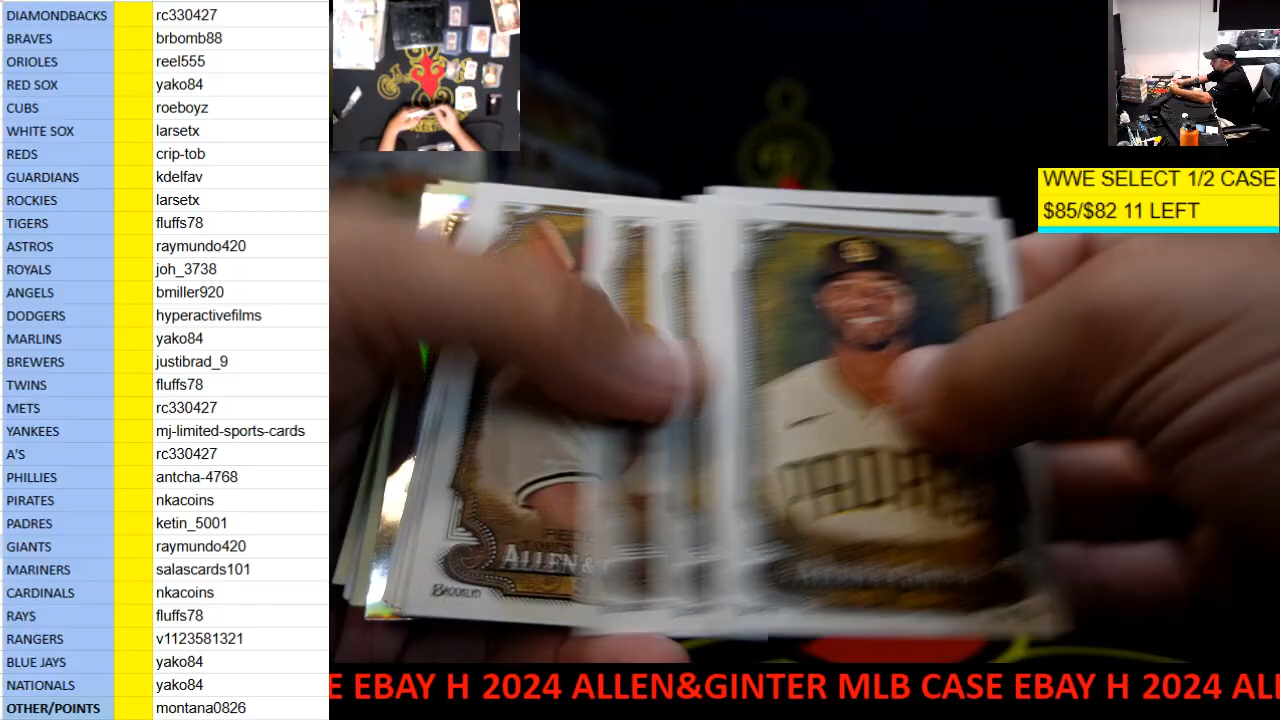 DIAMONDBACKS rc330427
BRAVES brbomb88
ORIOLES reel555
RED SOX yako84
CUBS roeboyz
WHITE SOX larsetx
REDS crip-tob
GUARDIANS kdelfav
ROCKIES larsetx
TIGERS fluffs78
ASTROS raymundo420
ROYALS joh_3738
ANGELS bmiller920
DODGERS hyperactivefilms
MARLINS yako84
BREWERS justibrad_9
TWINS fluffs78
METS rc330427
YANKEES mj-limited-sports-cards
A'S rc330427
PHILLIES antcha-4768
PIRATES nkacoins
PADRES ketin_5001
GIANTS raymundo420
MARINERS salascards101
CARDINALS nkacoins
RAYS fluffs78
RANGERS v1123581321
BLUE JAYS yako84
NATIONALS yako84
OTHER/POINTS montana0826
WWE SELECT 1/2 CASE
$85/$82 11 LEFT
ALLEN &
BROOKLYN
E EBAY H 2024 ALLEN&GINTER MLB CASE EBAY H 2024 ALL